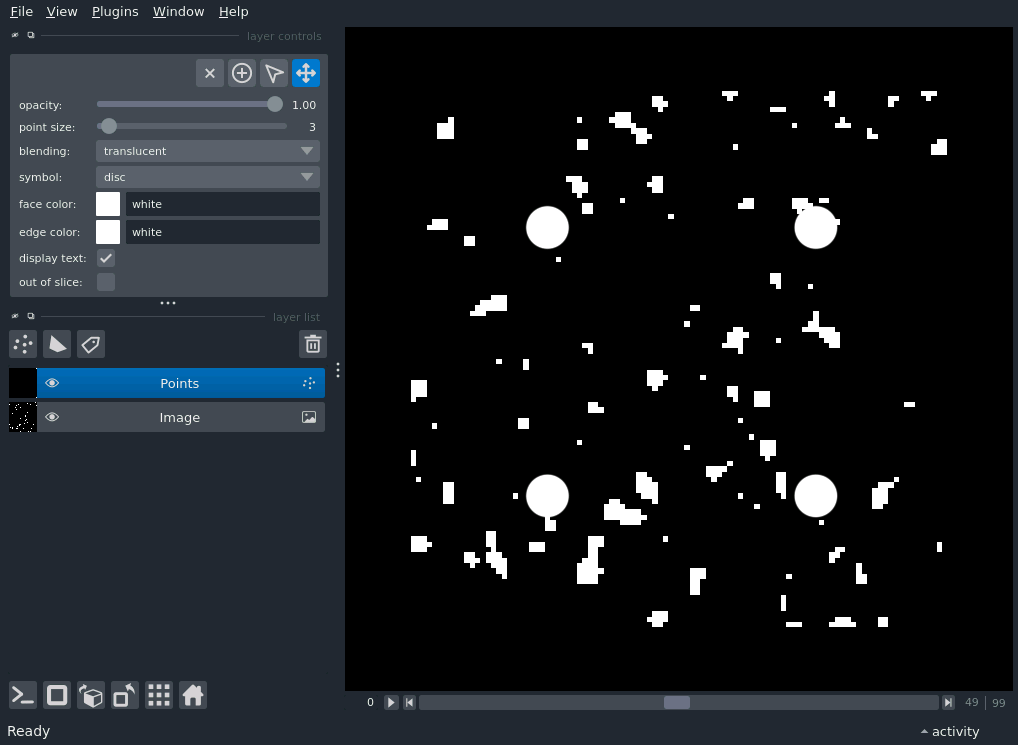 File View Plugins Window Help
layer controls
opacity: 1.00
point size: 3
blending: translucent
symbol: disc
face color: white
edge color: white
display text:
out of slice:
layer list
Points
Image
0 49 99
Ready activity